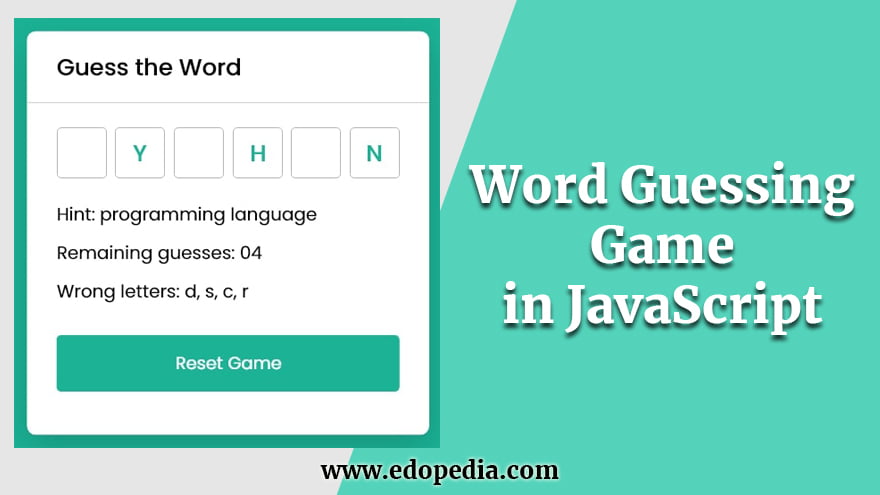 Guess the Word
Y H N
Hint: programming language
Remaining guesses: 04
Wrong letters: d, s, c, r
Reset Game
Word Guessing
Game
in JavaScript
www.edopedia.com